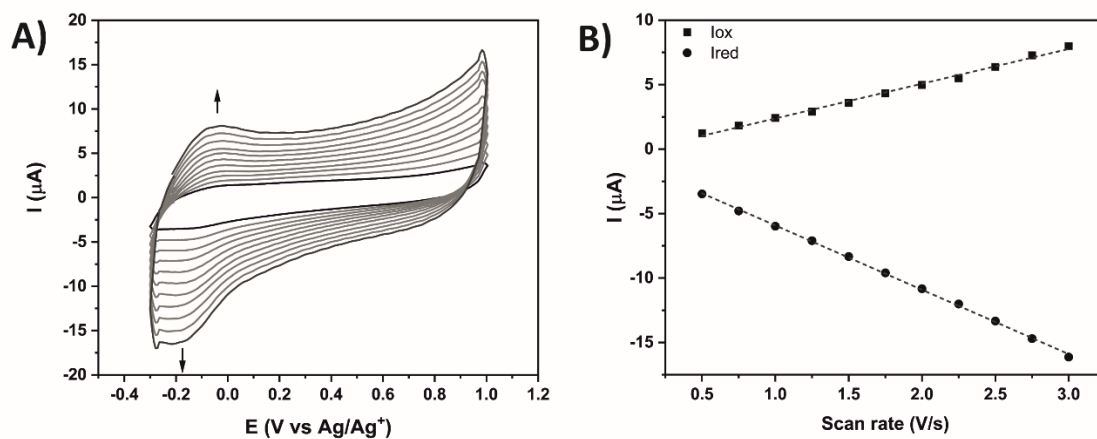 A)
20
15
10
5
0
-5
-10
-15
-20
I (μA)
-0.4 -0.2 0.0 0.2 0.4 0.6 0.8 1.0 1.2
E (V vs Ag/Ag⁺)
B)
Iox
Ired
10
5
0
-5
-10
-15
I (μA)
0.5 1.0 1.5 2.0 2.5 3.0
Scan rate (V/s)